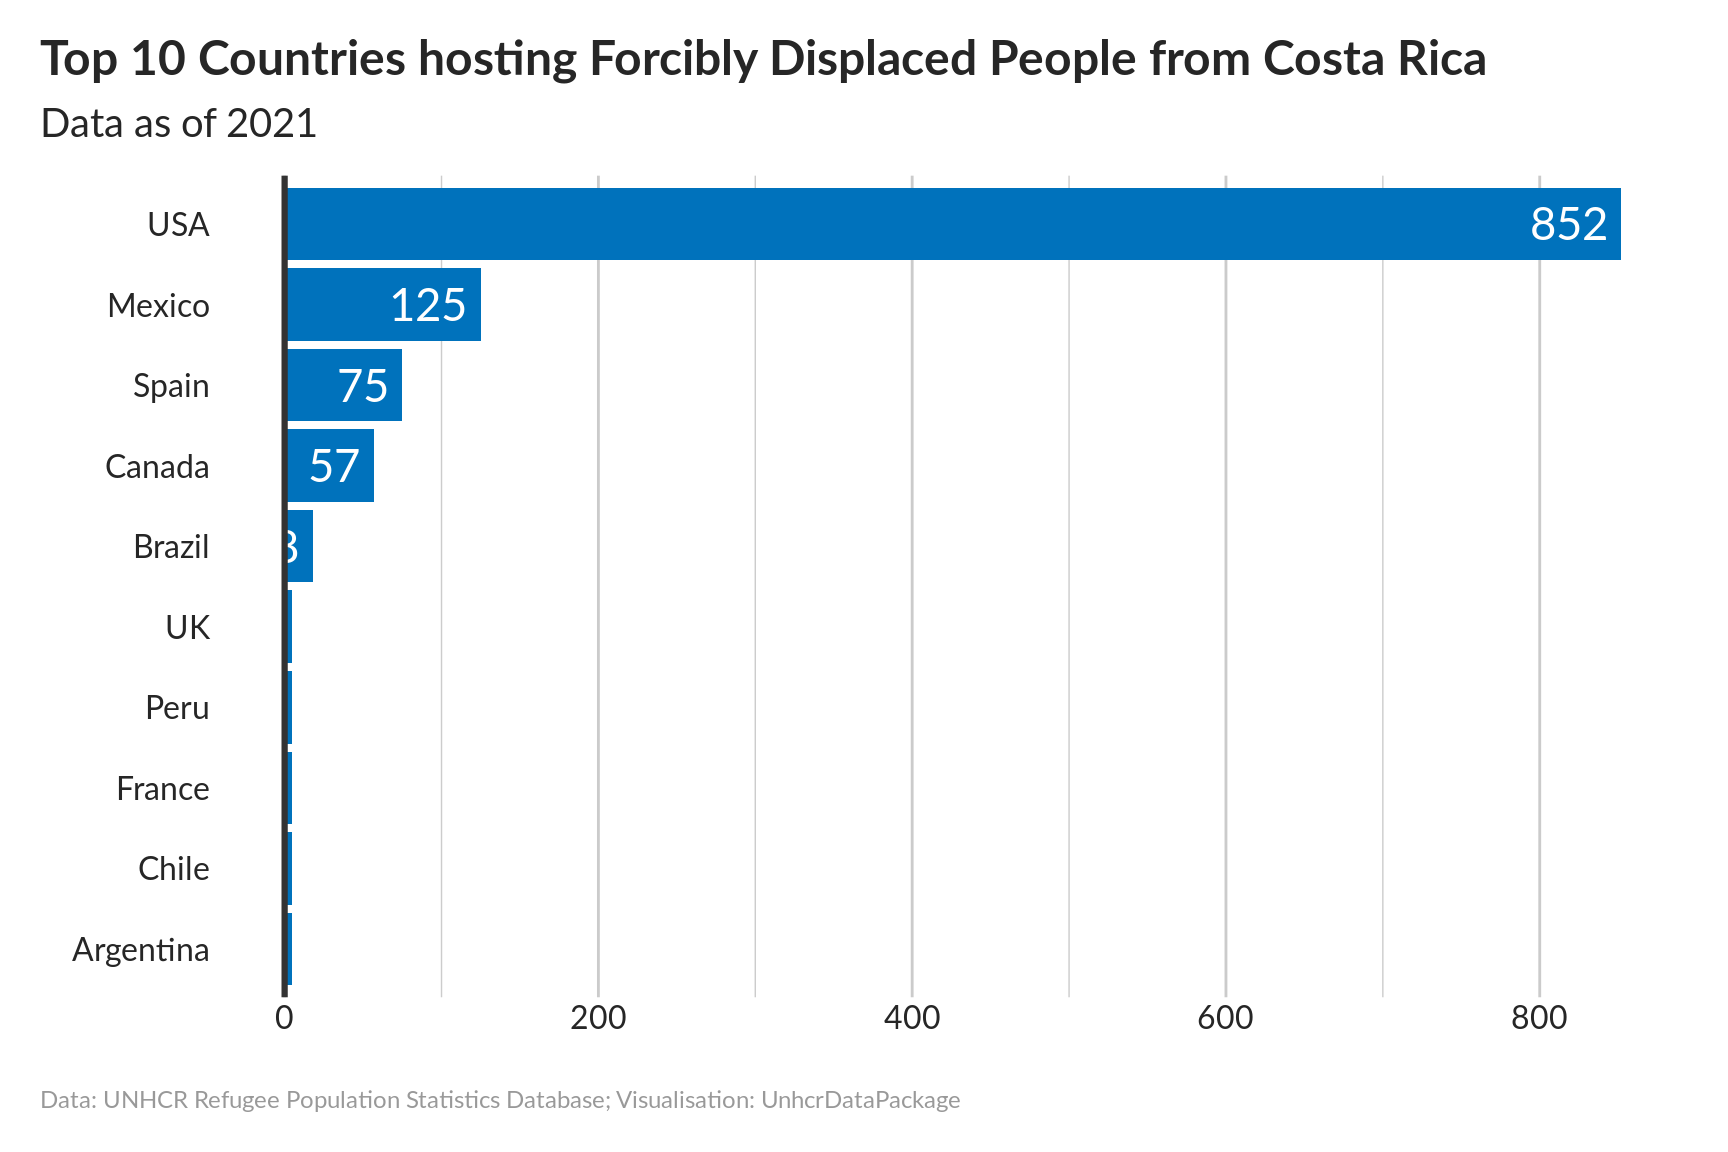 Top 10 Countries hosting Forcibly Displaced People from Costa Rica
Data as of 2021
USA 852
Mexico 125
Spain 75
Canada 57
Brazil
UK
Peru
France
Chile
Argentina
0 200 400 600 800
Data: UNHCR Refugee Population Statistics Database; Visualisation: UnhcrDataPackage